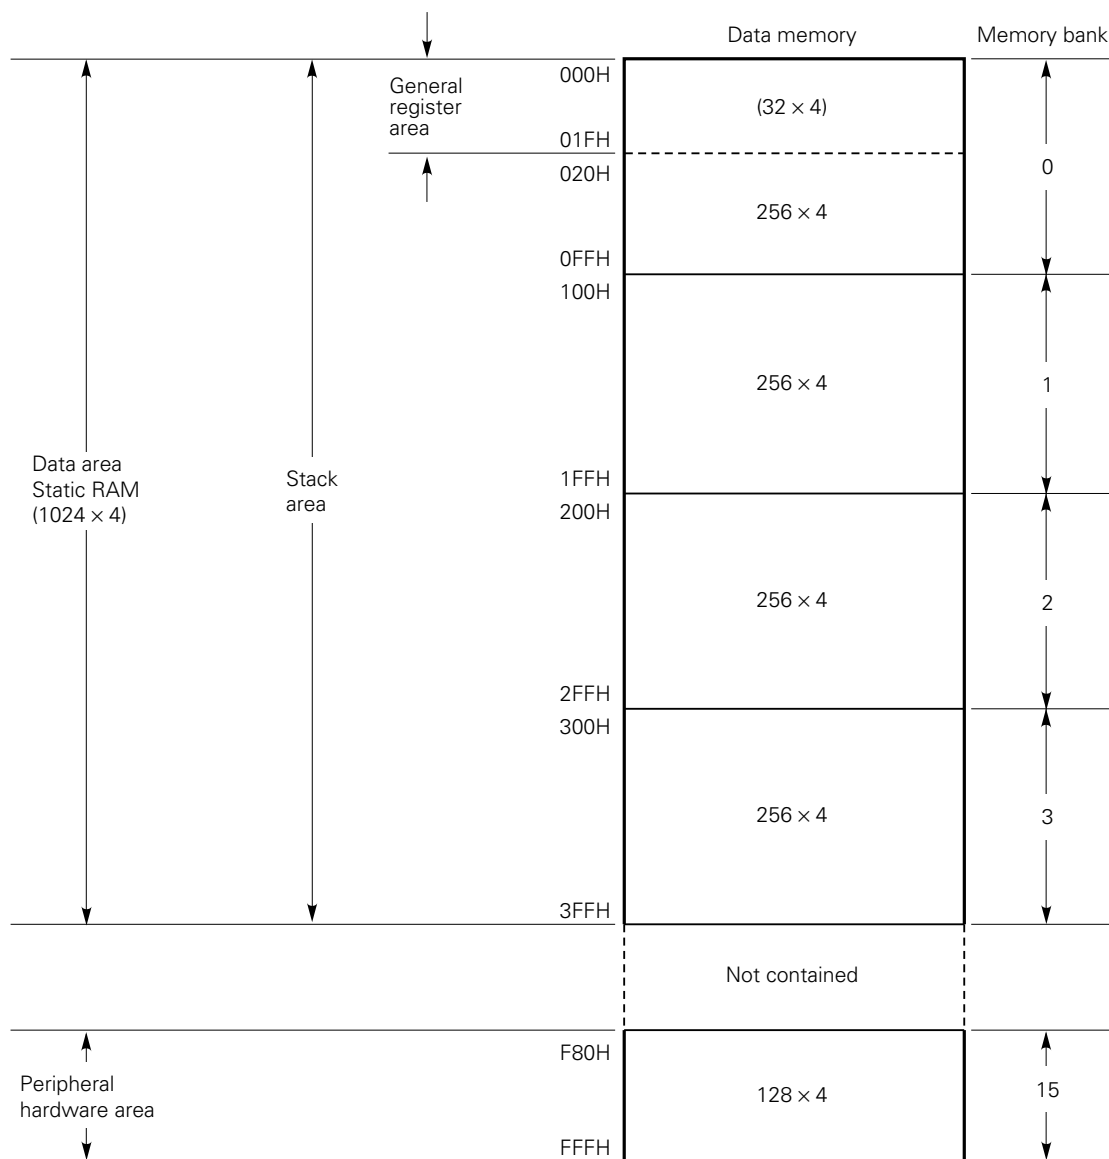 Data memory
Memory bank
000H
General
register
area
(32 × 4)
01FH
0
020H
256 × 4
0FFH
100H
256 × 4
1
Data area
Static RAM
(1024 × 4)
Stack
area
1FFH
200H
256 × 4
2
2FFH
300H
256 × 4
3
3FFH
Not contained
F80H
Peripheral
hardware area
128 × 4
15
FFFH